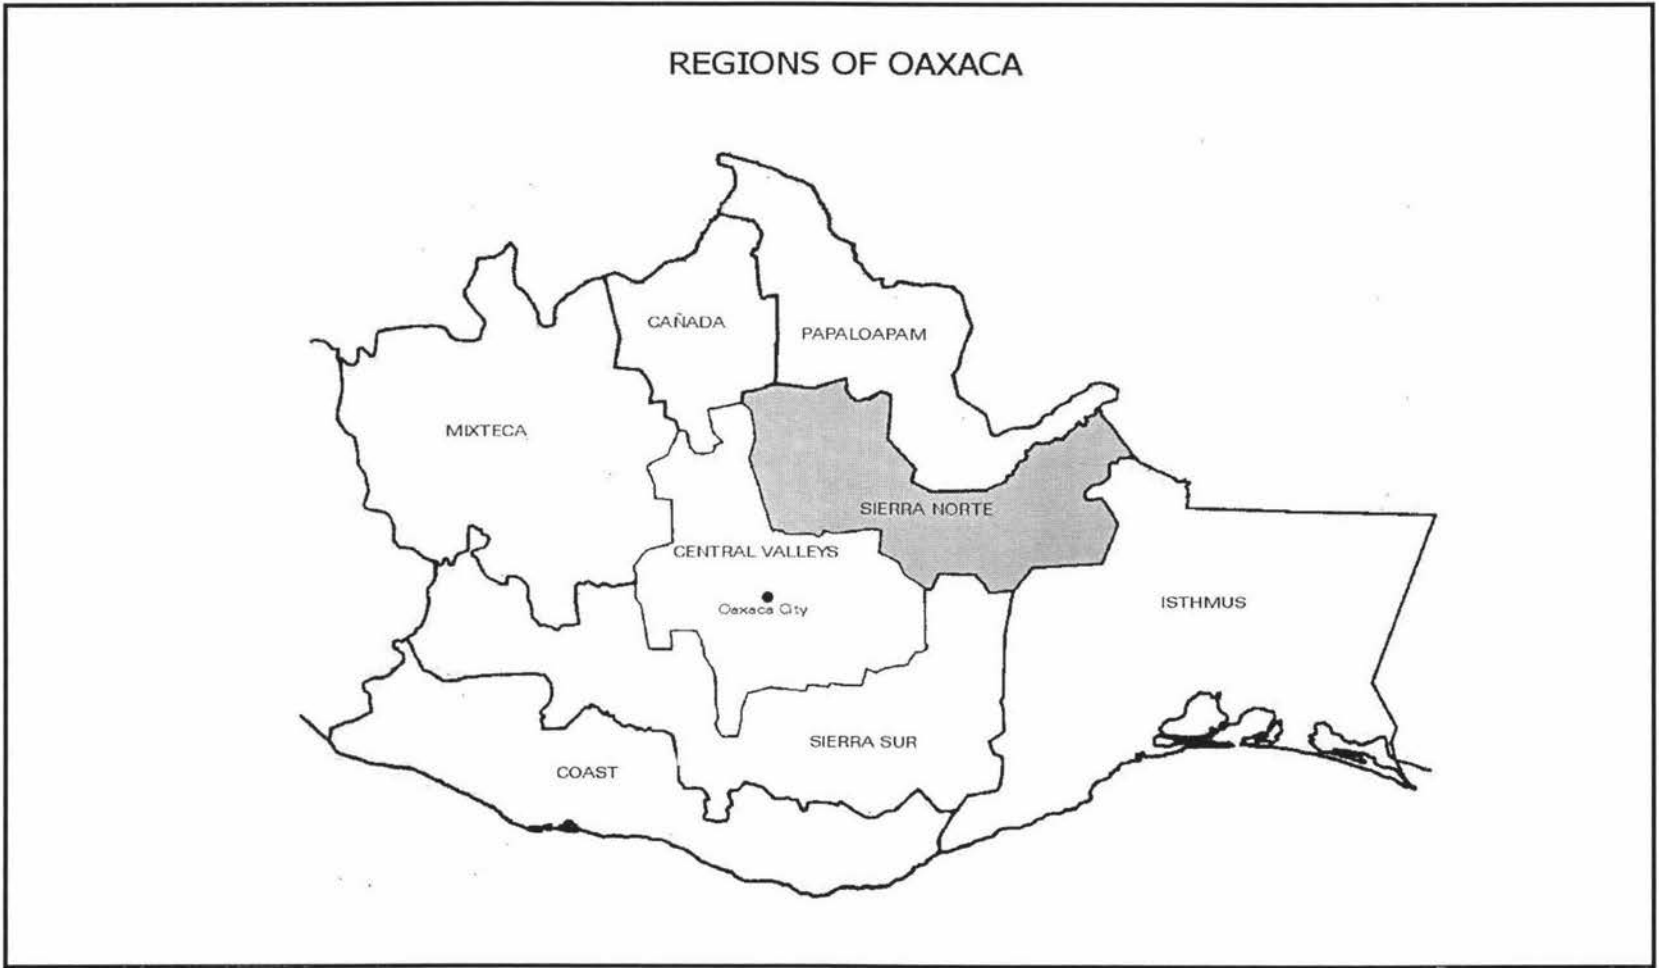 REGIONS OF OAXACA
CAÑADA
PAPALOAPAM
MIXTECA
SIERRA NORTE
CENTRAL VALLEYS
Oaxaca City
ISTHMUS
SIERRA SUR
COAST